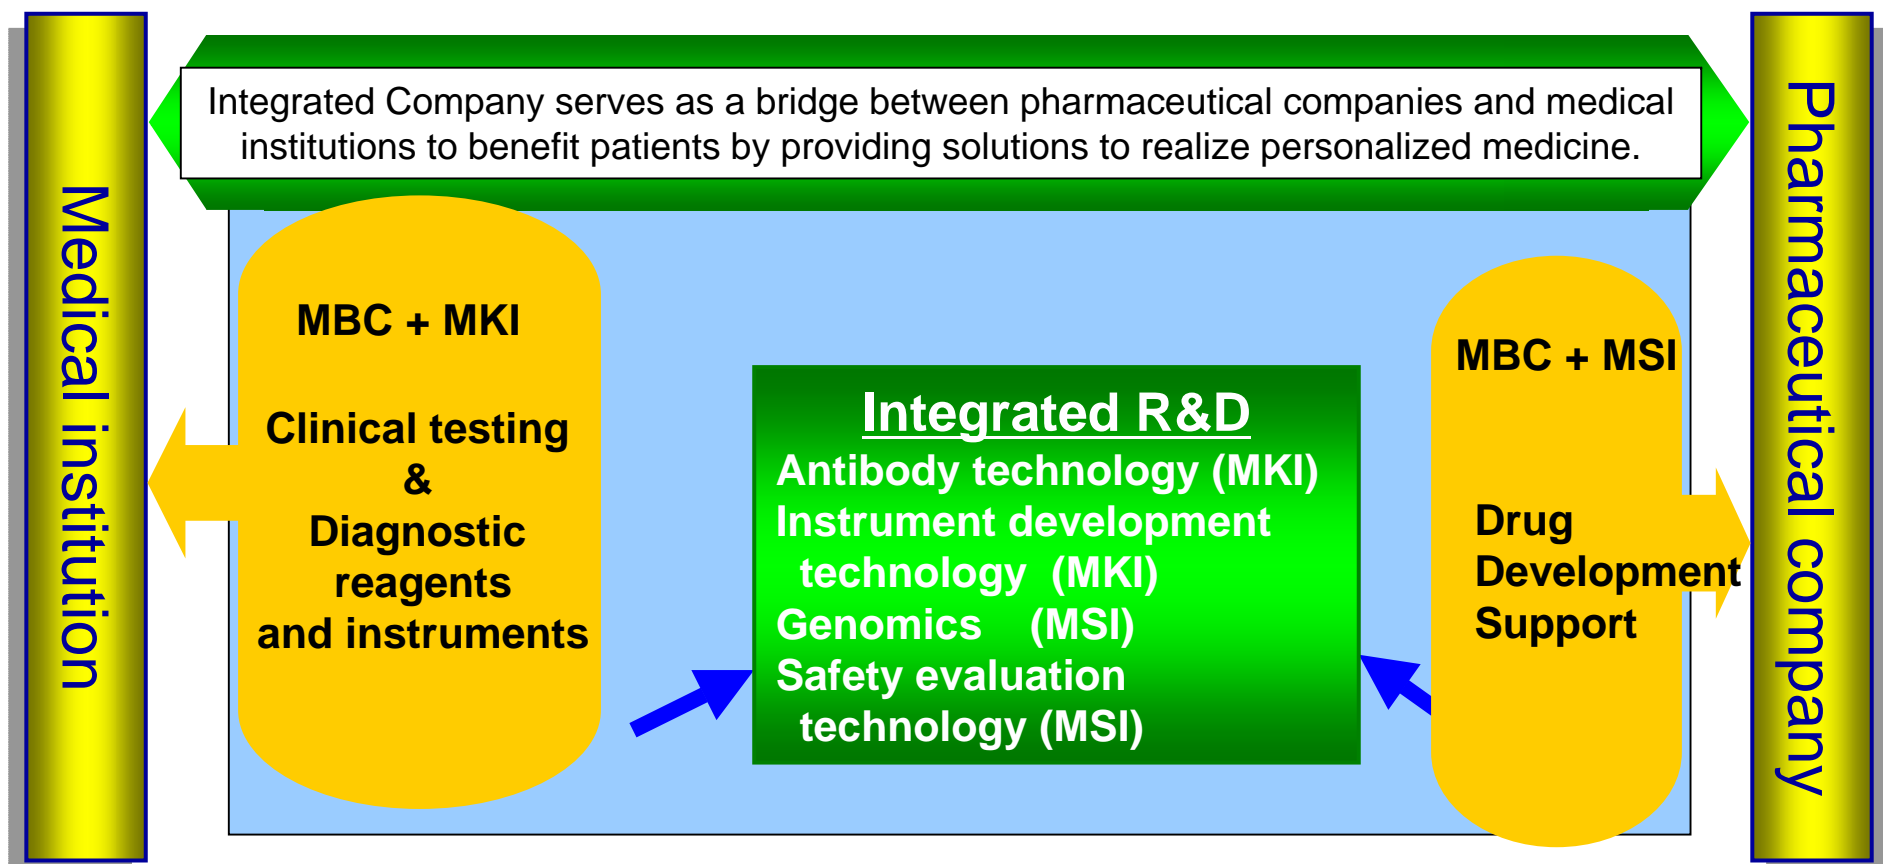 Integrated Company serves as a bridge between pharmaceutical companies and medical
institutions to benefit patients by providing solutions to realize personalized medicine.
Medical institution
MBC + MKI
Clinical testing
&
Diagnostic
reagents
and instruments
Integrated R&D
Antibody technology (MKI)
Instrument development
technology (MKI)
Genomics (MSI)
Safety evaluation
technology (MSI)
MBC + MSI
Drug
Development
Support
Pharmaceutical company